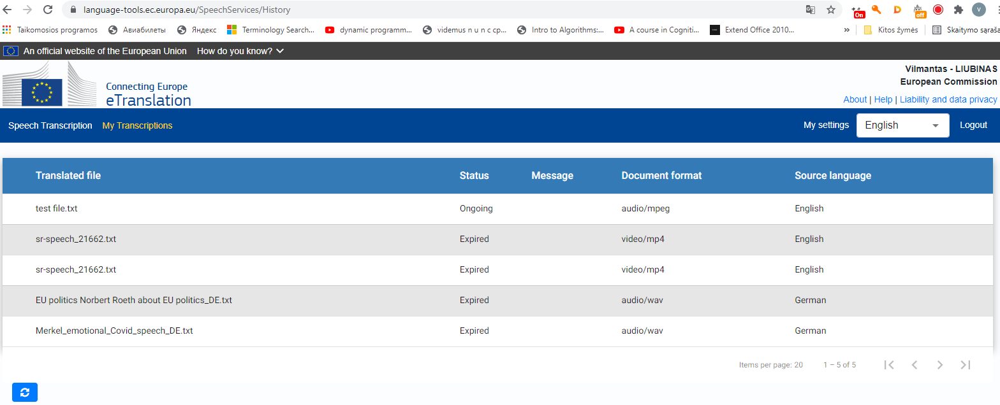 language-tools.ec.europa.eu/SpeechServices/History On off V
Taikomosios programos Авиабилеты Яндекс Terminology Search... dynamic programm... videmus n u n c cp... Intro to Algorithms:... A course in Cogniti... Extend Office 2010... » Kitos žymės Skaitymo sąraša
An official website of the European Union How do you know?
Vilmantas - LIUBINAS
European Commission
Connecting Europe
eTranslation
About | Help | Liability and data privacy
Speech Transcription My Transcriptions My settings English Logout
Translated file Status Message Document format Source language
test file.txt Ongoing audio/mpeg English
sr-speech_21662.txt Expired video/mp4 English
sr-speech_21662.txt Expired video/mp4 English
EU politics Norbert Roeth about EU politics_DE.txt Expired audio/wav German
Merkel_emotional_Covid_speech_DE.txt Expired audio/wav German
Items per page: 20 1 – 5 of 5